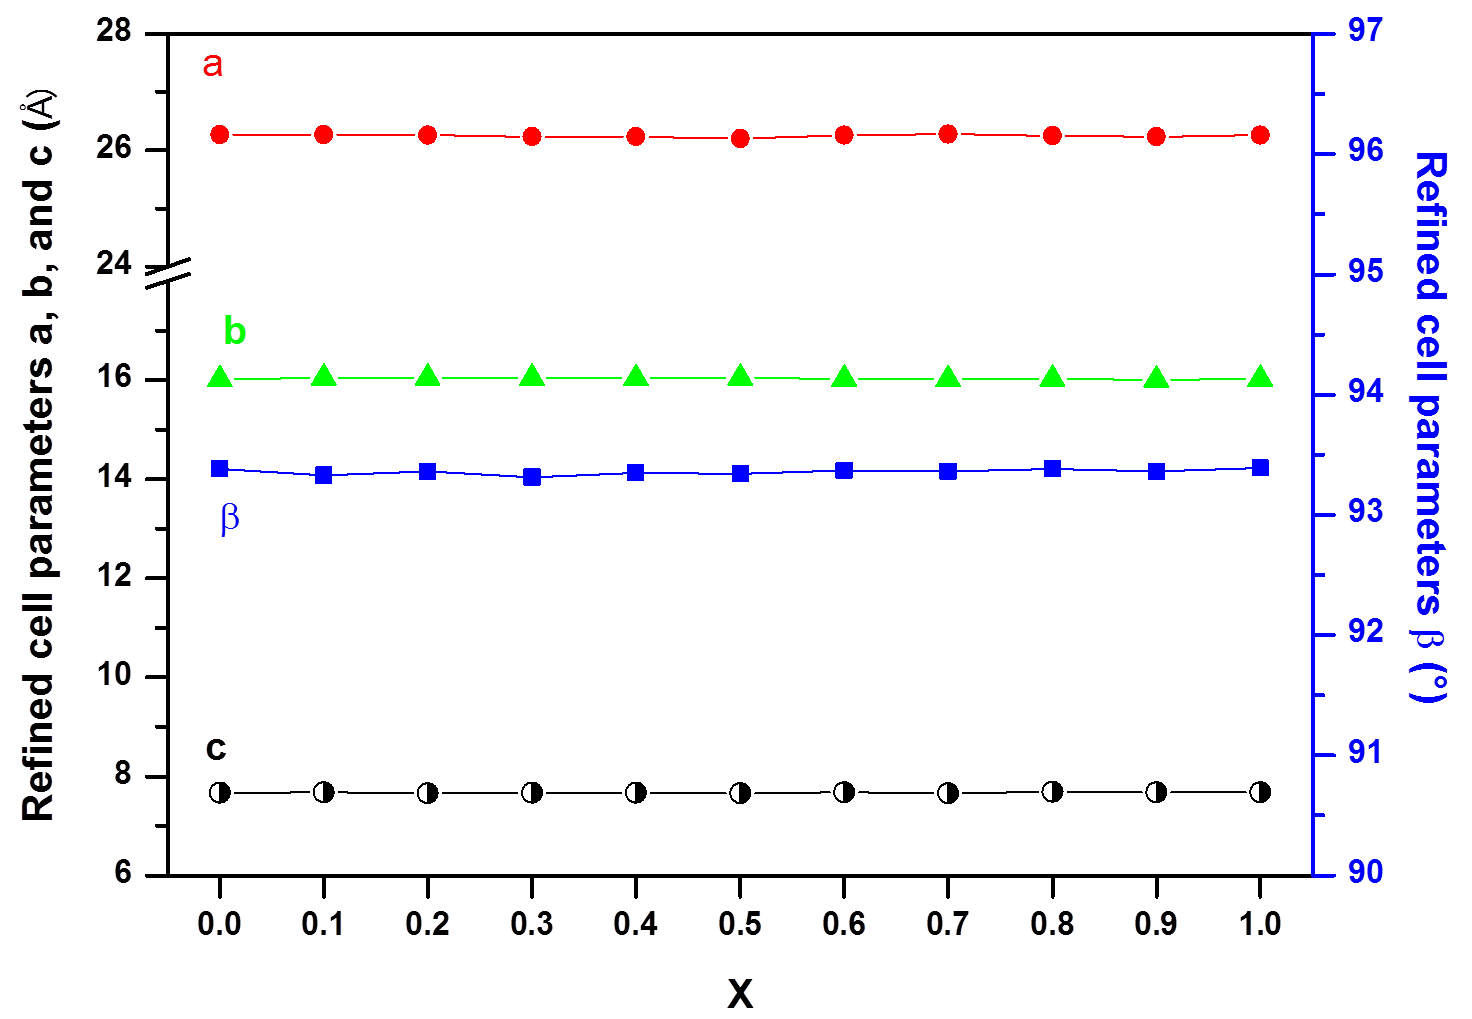 Refined cell parameters a, b, and c (Å)
28
26
24
16
14
12
10
8
6
a
b
β
c
97
96
95
94
93
92
91
90
Refined cell parameters β (°)
0.0 0.1 0.2 0.3 0.4 0.5 0.6 0.7 0.8 0.9 1.0
X